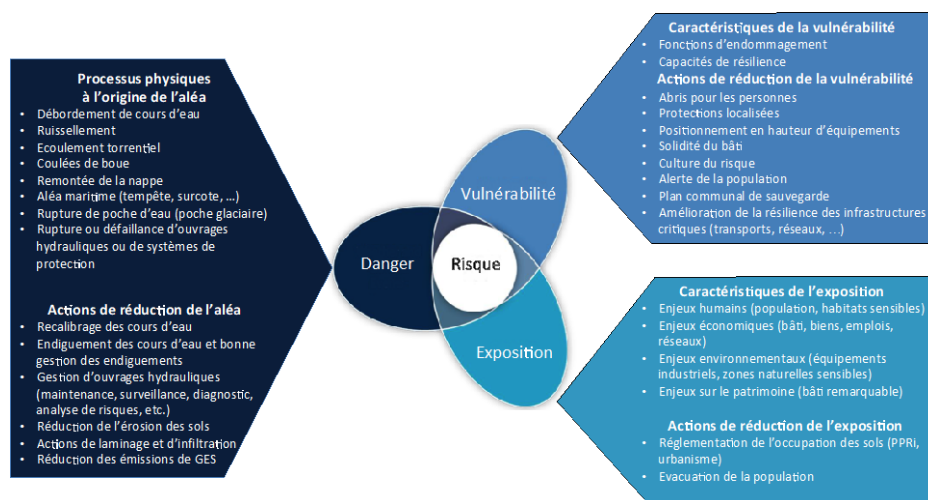 Processus physiques
à l'origine de l'aléa
• Débordement de cours d'eau
• Ruissellement
• Ecoulement torrentiel
• Coulées de boue
• Remontée de la nappe
• Aléa maritime (tempête, surcote, ...)
• Rupture de poche d'eau (poche glaciaire)
• Rupture ou défaillance d'ouvrages
hydrauliques ou de systèmes de
protection
Actions de réduction de l'aléa
• Recalibrage des cours d'eau
• Endiguement des cours d'eau et bonne
gestion des endiguements
• Gestion d'ouvrages hydrauliques
(maintenance, surveillance, diagnostic,
analyse de risques, etc.)
• Réduction de l'érosion des sols
• Actions de laminage et d'infiltration
• Réduction des émissions de GES
Danger
Risque
Vulnérabilité
Exposition
Caractéristiques de la vulnérabilité
• Fonctions d'endommagement
• Capacités de résilience
Actions de réduction de la vulnérabilité
• Abris pour les personnes
• Protections localisées
• Positionnement en hauteur d'équipements
• Solidité du bâti
• Culture du risque
• Alerte de la population
• Plan communal de sauvegarde
• Amélioration de la résilience des infrastructures
critiques (transports, réseaux, ...)
Caractéristiques de l'exposition
• Enjeux humains (population, habitats sensibles)
• Enjeux économiques (bâti, biens, emplois,
réseaux)
• Enjeux environnementaux (équipements
industriels, zones naturelles sensibles)
• Enjeux sur le patrimoine (bâti remarquable)
Actions de réduction de l'exposition
• Réglementation de l'occupation des sols (PPRi,
urbanisme)
• Evacuation de la population